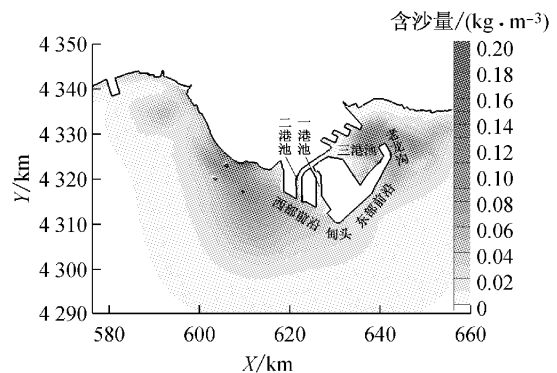 含沙量/(kg·m⁻³)
4 350
4 340
4 330
4 320
4 310
4 300
4 290
Y/km
0.20
0.18
0.16
0.14
0.12
0.10
0.08
0.06
0.04
0.02
0
二港池
一港池
三港池
老龙沟
西部前沿
甸头
东部前沿
580
600
620
640
660
X/km